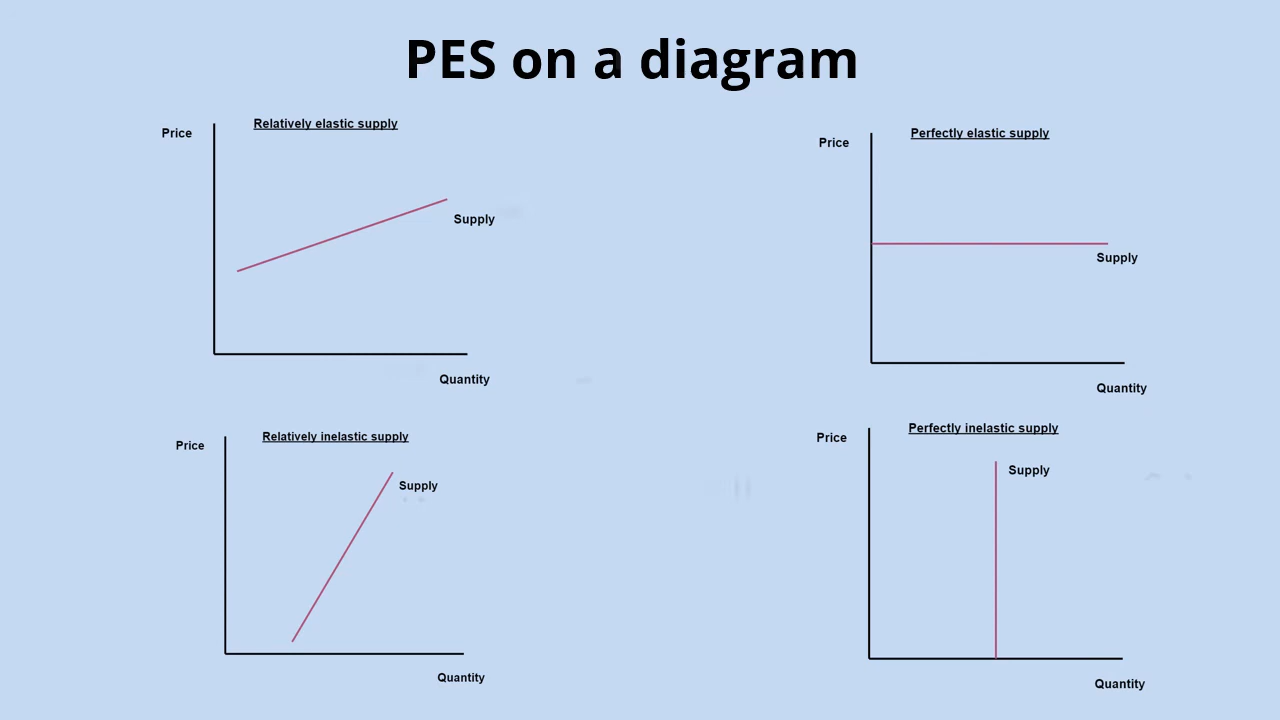 PES on a diagram
Relatively elastic supply
Price
Supply
Quantity
Perfectly elastic supply
Price
Supply
Quantity
Relatively inelastic supply
Price
Supply
Quantity
Perfectly inelastic supply
Price
Supply
Quantity